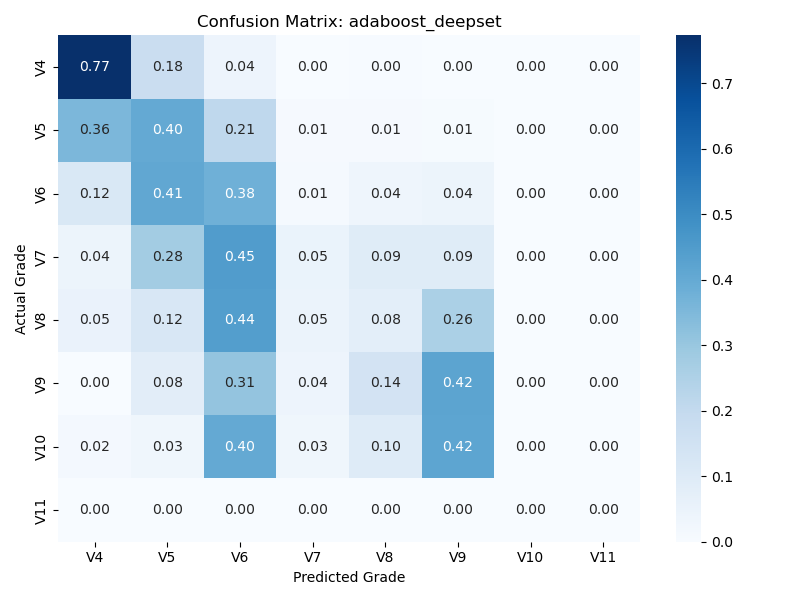 Confusion Matrix: adaboost_deepset
V4 0.77 0.18 0.04 0.00 0.00 0.00 0.00 0.00
V5 0.36 0.40 0.21 0.01 0.01 0.01 0.00 0.00
V6 0.12 0.41 0.38 0.01 0.04 0.04 0.00 0.00
V7 0.04 0.28 0.45 0.05 0.09 0.09 0.00 0.00
V8 0.05 0.12 0.44 0.05 0.08 0.26 0.00 0.00
V9 0.00 0.08 0.31 0.04 0.14 0.42 0.00 0.00
V10 0.02 0.03 0.40 0.03 0.10 0.42 0.00 0.00
V11 0.00 0.00 0.00 0.00 0.00 0.00 0.00 0.00
V4 V5 V6 V7 V8 V9 V10 V11
Predicted Grade
Actual Grade
0.7
0.6
0.5
0.4
0.3
0.2
0.1
0.0